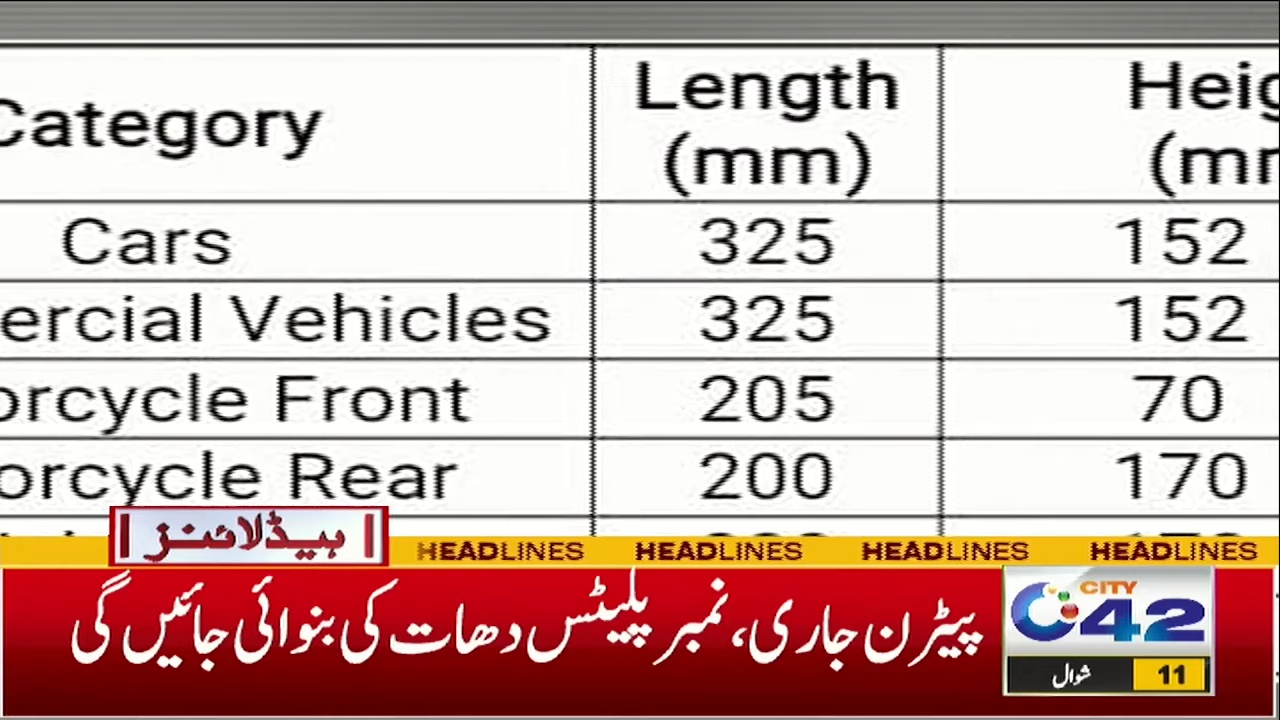 Category Length (mm) Heig (mm
Cars 325 152
ercial Vehicles 325 152
orcycle Front 205 70
orcycle Rear 200 170
ہیڈلائنز
HEADLINES HEADLINES HEADLINES HEADLINES
پیٹرن جاری، نمبر پلیٹس دھات کی بنوائی جائیں گی
CITY
42
شوال 11